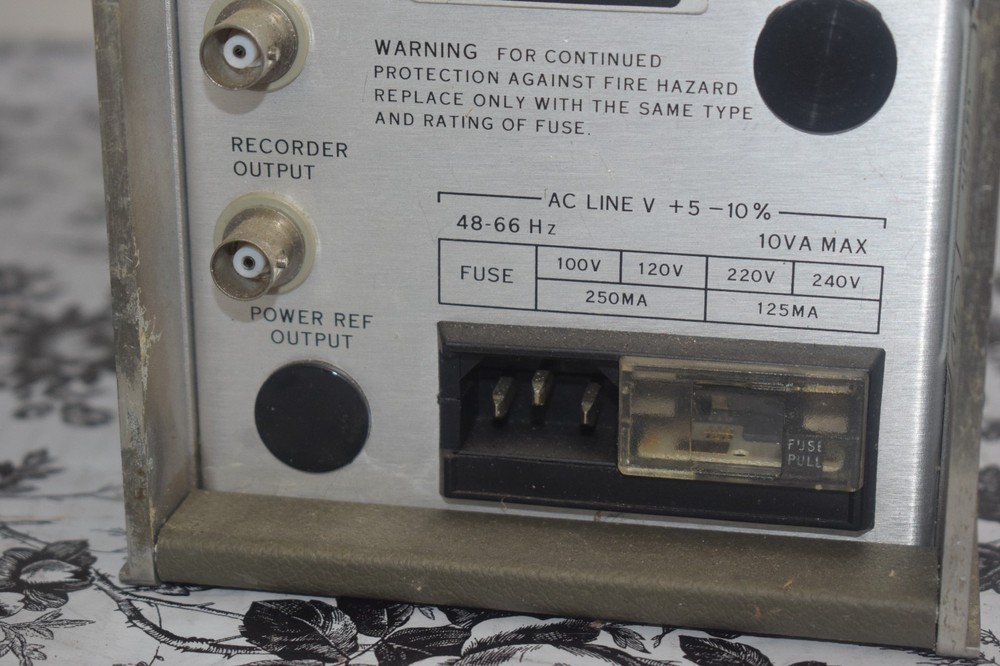 WARNING FOR CONTINUED
PROTECTION AGAINST FIRE HAZARD
REPLACE ONLY WITH THE SAME TYPE
AND RATING OF FUSE.
RECORDER
OUTPUT
AC LINE V +5 –10%
48-66 Hz 10VA MAX
FUSE 100V 120V 220V 240V
250MA 125MA
POWER REF
OUTPUT
FUSE
PULL